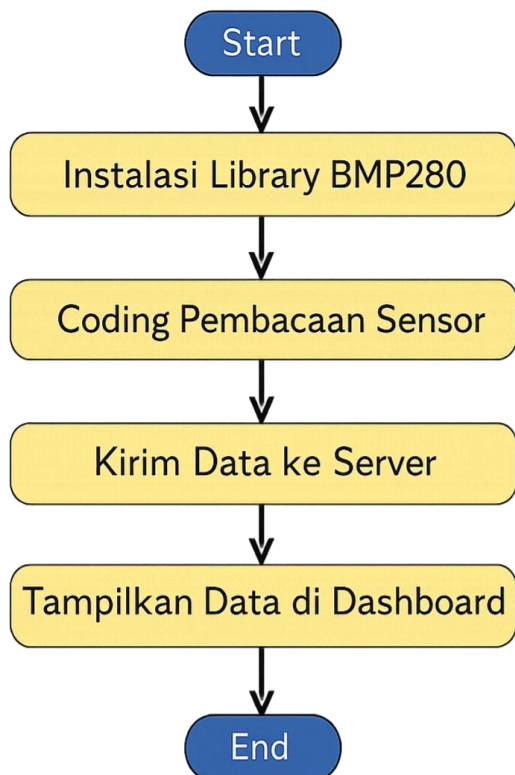 Start
Instalasi Library BMP280
Coding Pembacaan Sensor
Kirim Data ke Server
Tampilkan Data di Dashboard
End